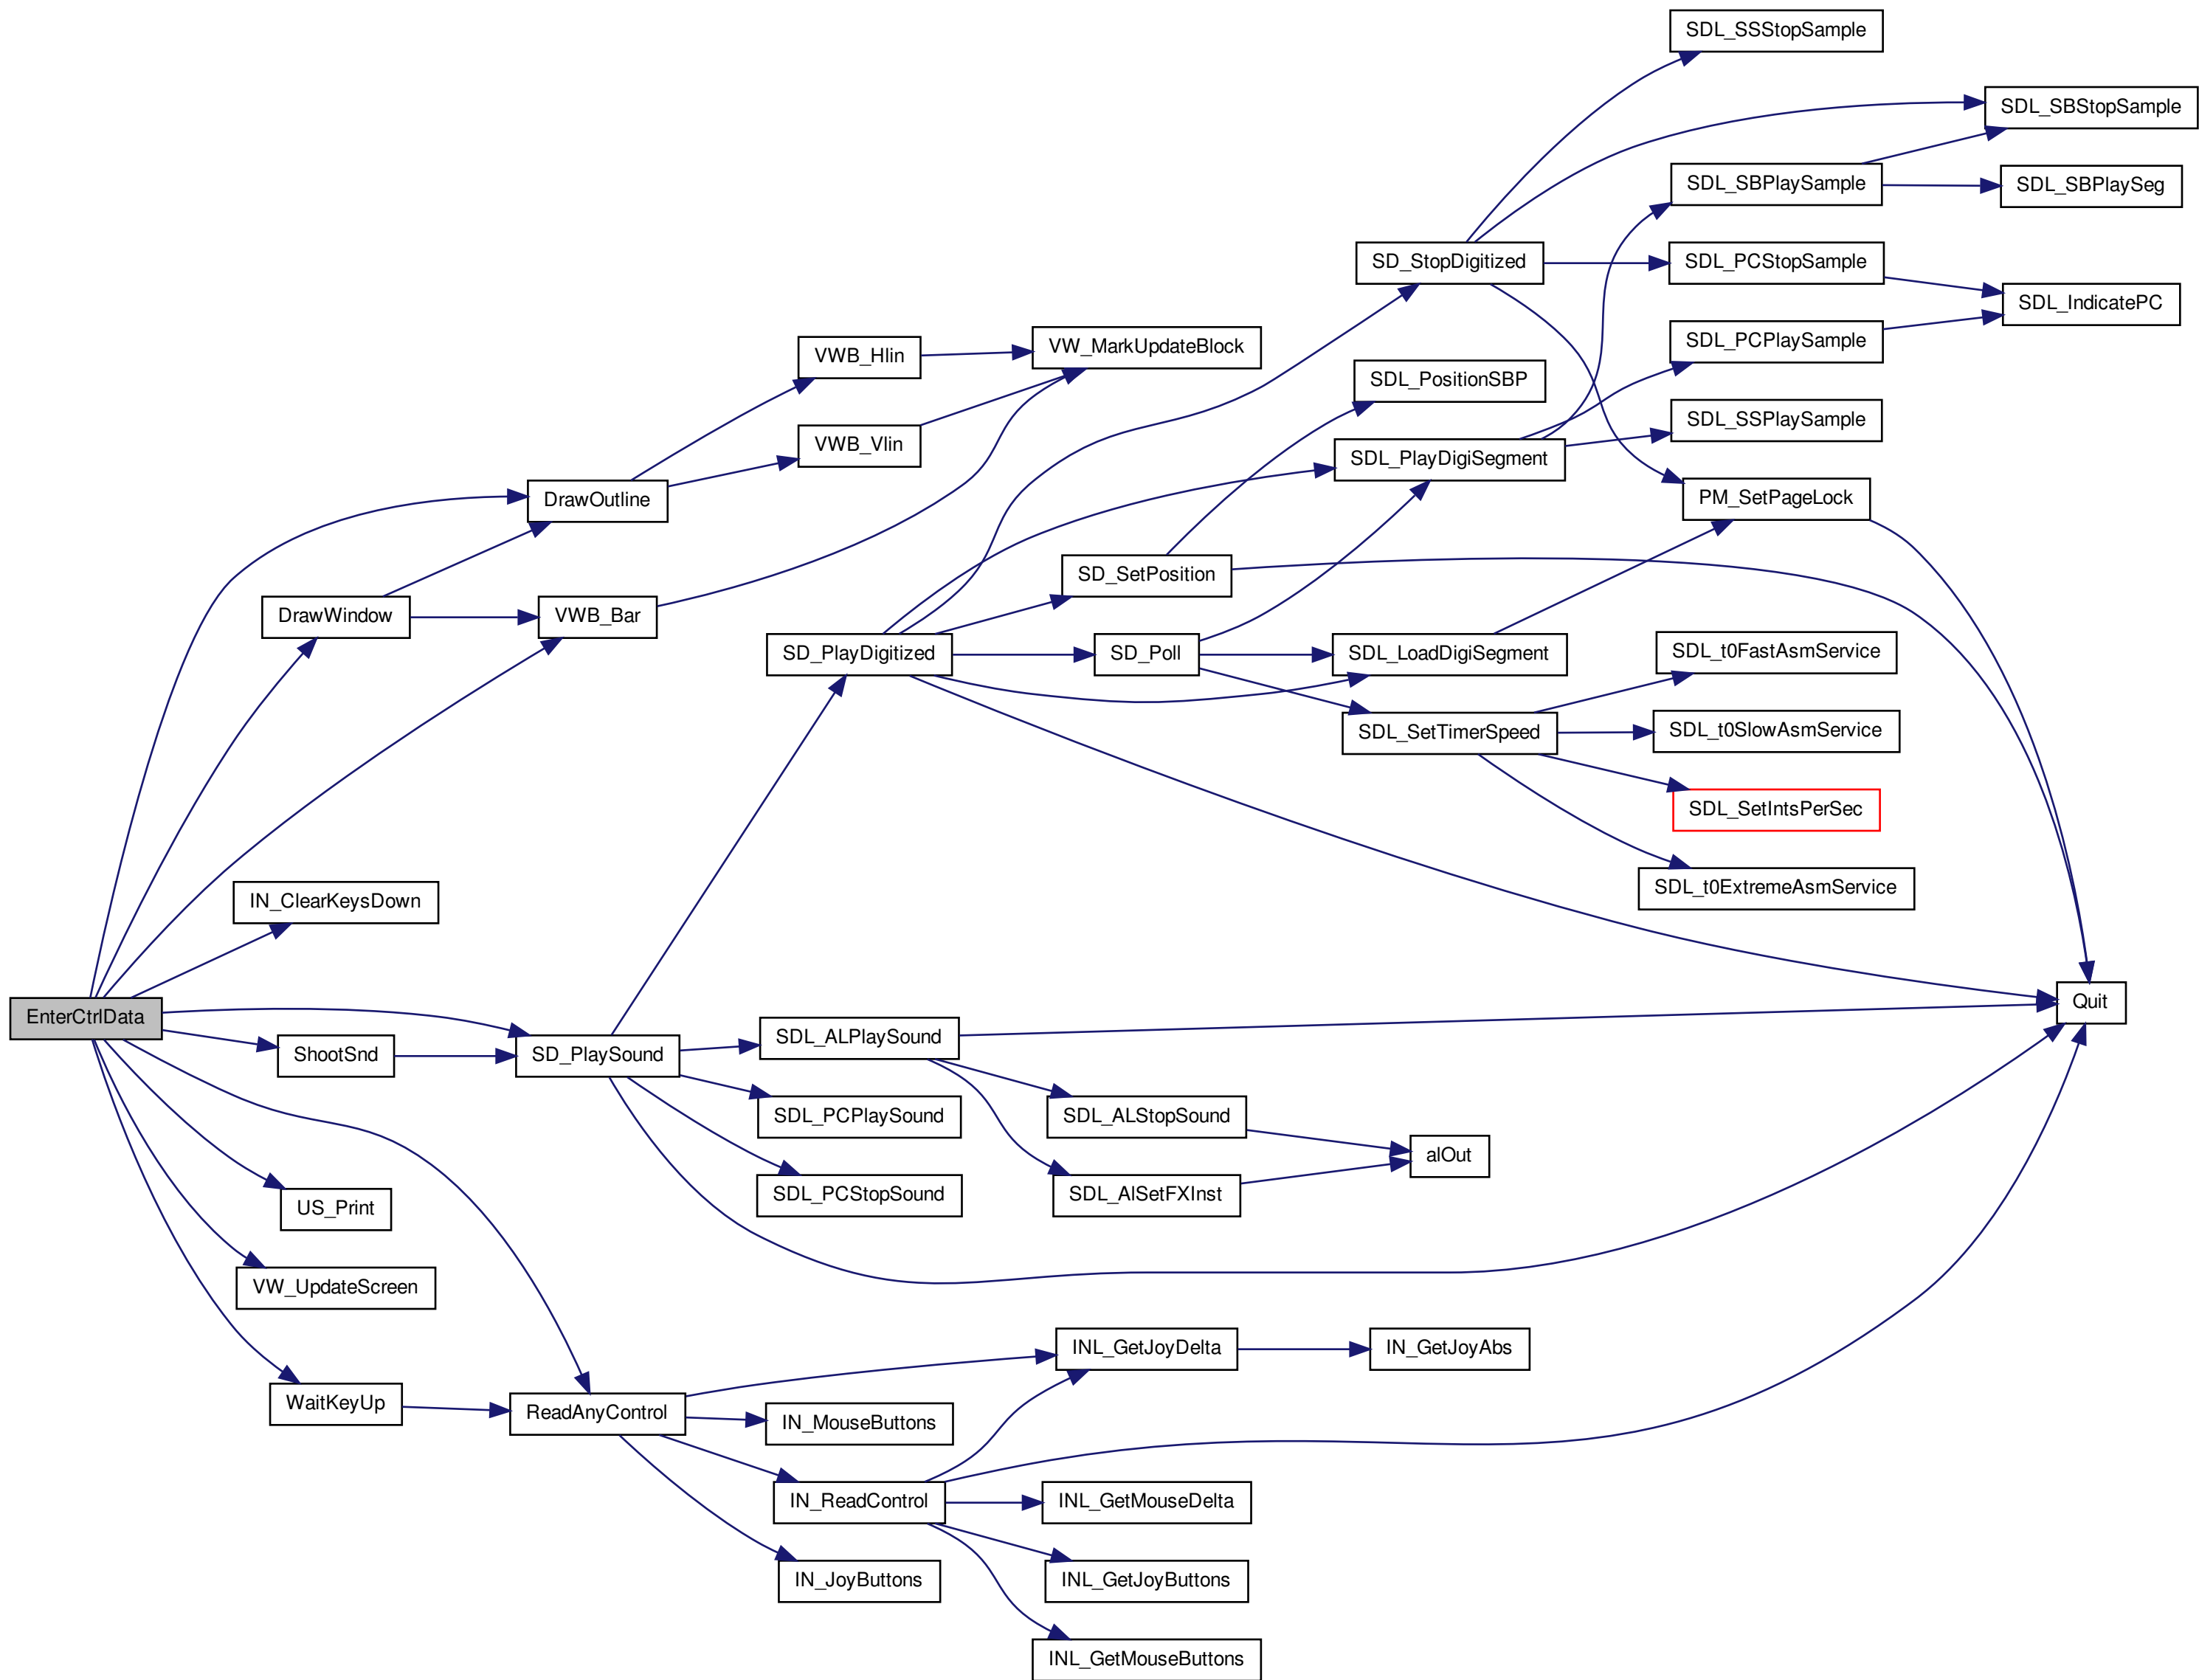 SDL_SSStopSample
SDL_SBStopSample
SDL_SBPlaySample
SDL_SBPlaySeg
SD_StopDigitized
SDL_PCStopSample
SDL_IndicatePC
SDL_PCPlaySample
VWB_Hlin
VW_MarkUpdateBlock
SDL_PositionSBP
SDL_SSPlaySample
VWB_Vlin
SDL_PlayDigiSegment
DrawOutline
PM_SetPageLock
SD_SetPosition
DrawWindow
VWB_Bar
SD_PlayDigitized
SD_Poll
SDL_LoadDigiSegment
SDL_t0FastAsmService
SDL_SetTimerSpeed
SDL_t0SlowAsmService
SDL_SetIntsPerSec
SDL_t0ExtremeAsmService
IN_ClearKeysDown
Quit
EnterCtrlData
ShootSnd
SD_PlaySound
SDL_ALPlaySound
SDL_PCPlaySound
SDL_ALStopSound
alOut
SDL_PCStopSound
SDL_AlSetFXInst
US_Print
VW_UpdateScreen
INL_GetJoyDelta
IN_GetJoyAbs
WaitKeyUp
ReadAnyControl
IN_MouseButtons
IN_ReadControl
INL_GetMouseDelta
IN_JoyButtons
INL_GetJoyButtons
INL_GetMouseButtons